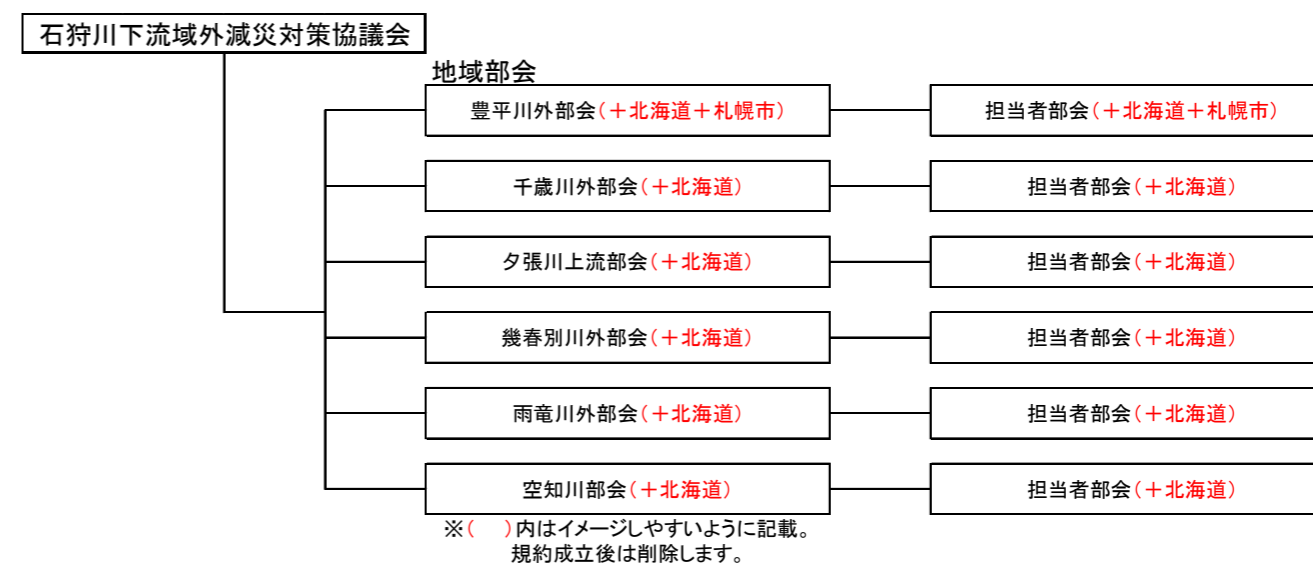 石狩川下流域外減災対策協議会
地域部会
豊平川外部会(+北海道+札幌市)
担当者部会(+北海道+札幌市)
千歳川外部会(+北海道)
担当者部会(+北海道)
夕張川上流部会(+北海道)
担当者部会(+北海道)
幾春別川外部会(+北海道)
担当者部会(+北海道)
雨竜川外部会(+北海道)
担当者部会(+北海道)
空知川部会(+北海道)
担当者部会(+北海道)
※(　)内はイメージしやすいように記載。
規約成立後は削除します。